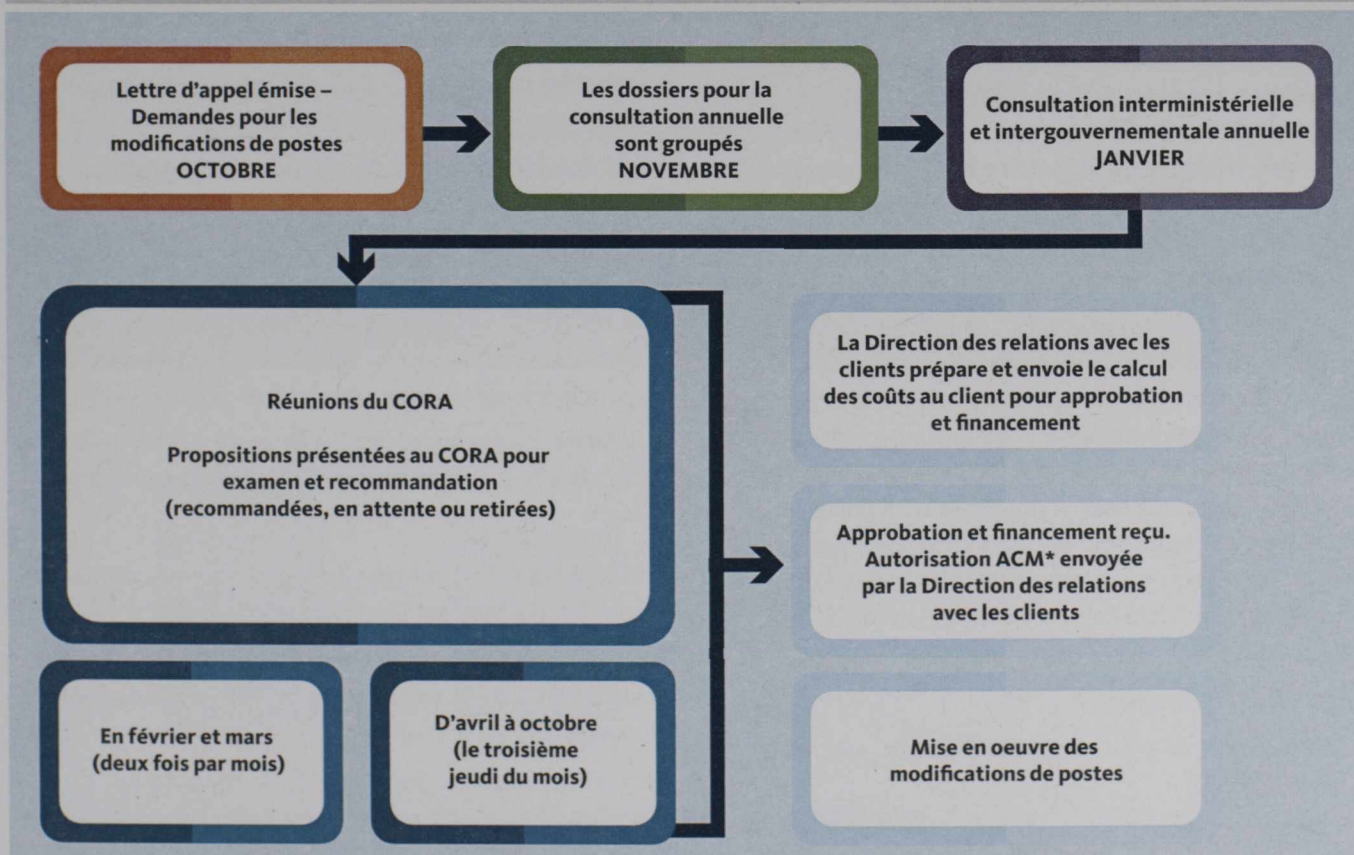 Lettre d'appel émise –
Demandes pour les
modifications de postes
OCTOBRE
Les dossiers pour la
consultation annuelle
sont groupés
NOVEMBRE
Consultation interministérielle
et intergouvernementale annuelle
JANVIER
Réunions du CORA
Propositions présentées au CORA pour
examen et recommandation
(recommandées, en attente ou retirées)
En février et mars
(deux fois par mois)
D'avril à octobre
(le troisième
jeudi du mois)
La Direction des relations avec les
clients prépare et envoie le calcul
des coûts au client pour approbation
et financement
Approbation et financement reçu.
Autorisation ACM* envoyée
par la Direction des relations
avec les clients
Mise en oeuvre des
modifications de postes